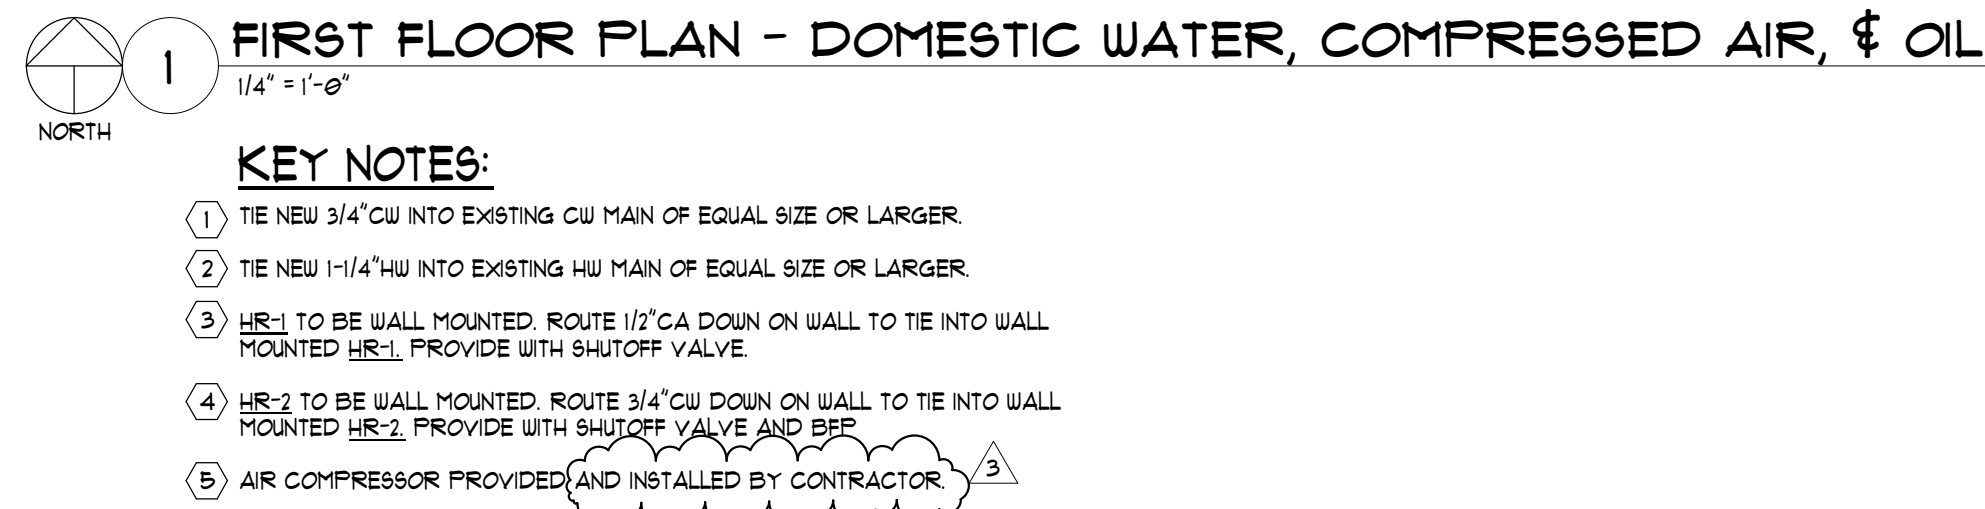 1 FIRST FLOOR PLAN - DOMESTIC WATER, COMPRESSED AIR, & OIL
1/4" = 1'-0"
NORTH
KEY NOTES:
1 TIE NEW 3/4"CW INTO EXISTING CW MAIN OF EQUAL SIZE OR LARGER.
2 TIE NEW 1-1/4"HW INTO EXISTING HW MAIN OF EQUAL SIZE OR LARGER.
3 HR-1 TO BE WALL MOUNTED. ROUTE 1/2"CA DOWN ON WALL TO TIE INTO WALL
MOUNTED HR-1. PROVIDE WITH SHUTOFF VALVE.
4 HR-2 TO BE WALL MOUNTED. ROUTE 3/4"CW DOWN ON WALL TO TIE INTO WALL
MOUNTED HR-2. PROVIDE WITH SHUTOFF VALVE AND BFP
5 AIR COMPRESSOR PROVIDED AND INSTALLED BY CONTRACTOR. 3